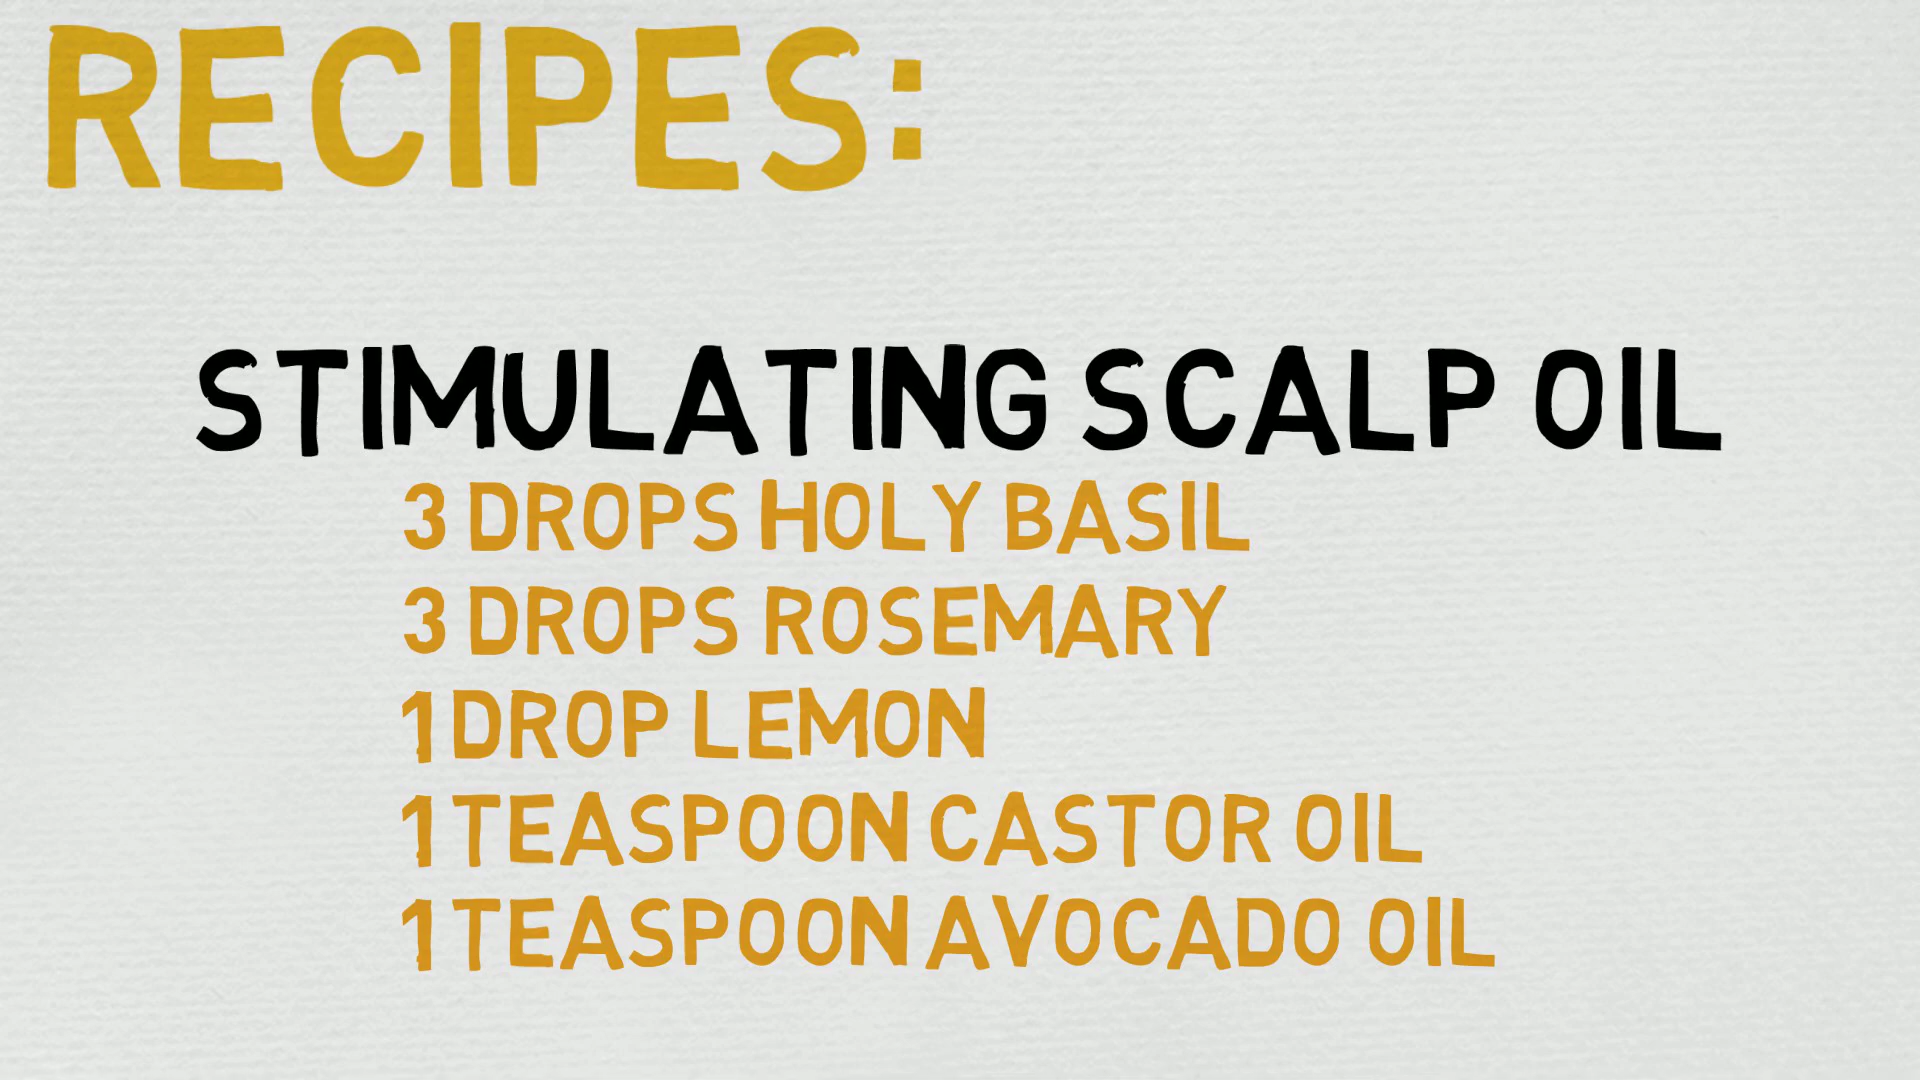 RECIPES:
STIMULATING SCALP OIL
3 DROPS HOLY BASIL
3 DROPS ROSEMARY
1 DROP LEMON
1 TEASPOON CASTOR OIL
1 TEASPOON AVOCADO OIL